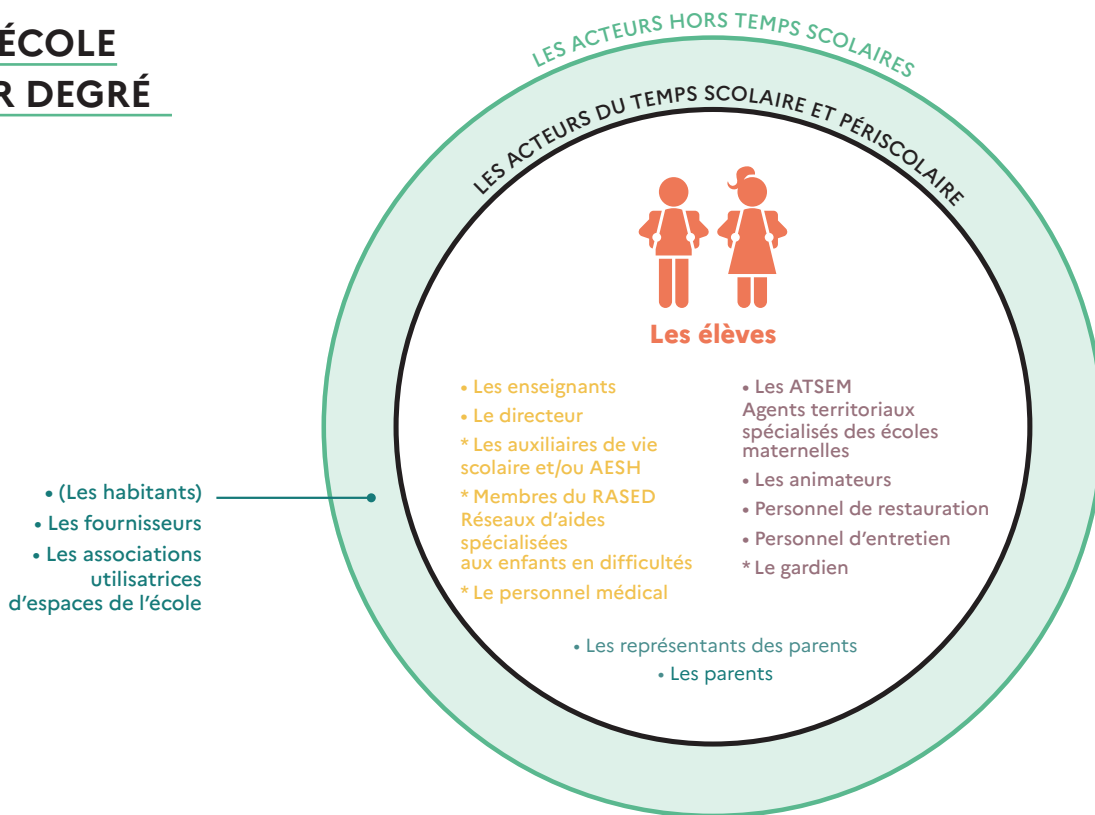 ÉCOLE
R DEGRÉ
LES ACTEURS HORS TEMPS SCOLAIRES
LES ACTEURS DU TEMPS SCOLAIRE ET PÉRISCOLAIRE
Les élèves
• Les enseignants
• Le directeur
* Les auxiliaires de vie
scolaire et/ou AESH
* Membres du RASED
Réseaux d'aides
spécialisées
aux enfants en difficultés
* Le personnel médical
• Les ATSEM
Agents territoriaux
spécialisés des écoles
maternelles
• Les animateurs
• Personnel de restauration
• Personnel d'entretien
* Le gardien
• Les représentants des parents
• Les parents
• (Les habitants)
• Les fournisseurs
• Les associations
utilisatrices
d'espaces de l'école